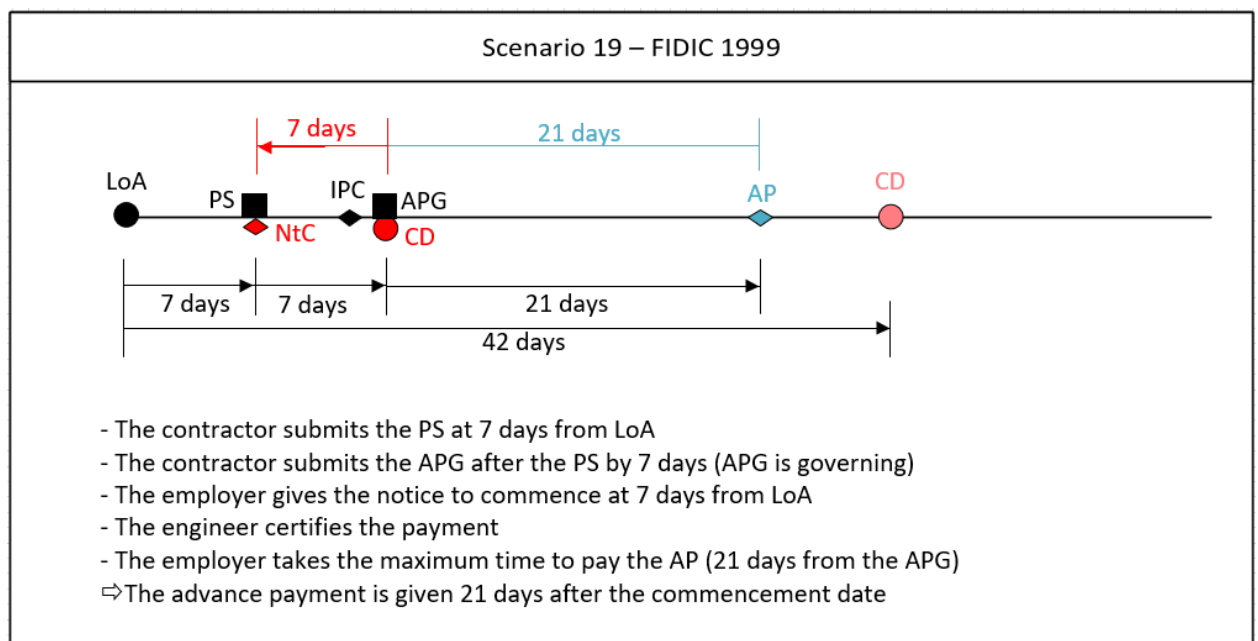 Scenario 19 – FIDIC 1999
7 days
21 days
LoA
PS
IPC
APG
AP
CD
NtC
CD
7 days
7 days
21 days
42 days
- The contractor submits the PS at 7 days from LoA
- The contractor submits the APG after the PS by 7 days (APG is governing)
- The employer gives the notice to commence at 7 days from LoA
- The engineer certifies the payment
- The employer takes the maximum time to pay the AP (21 days from the APG)
⇨The advance payment is given 21 days after the commencement date